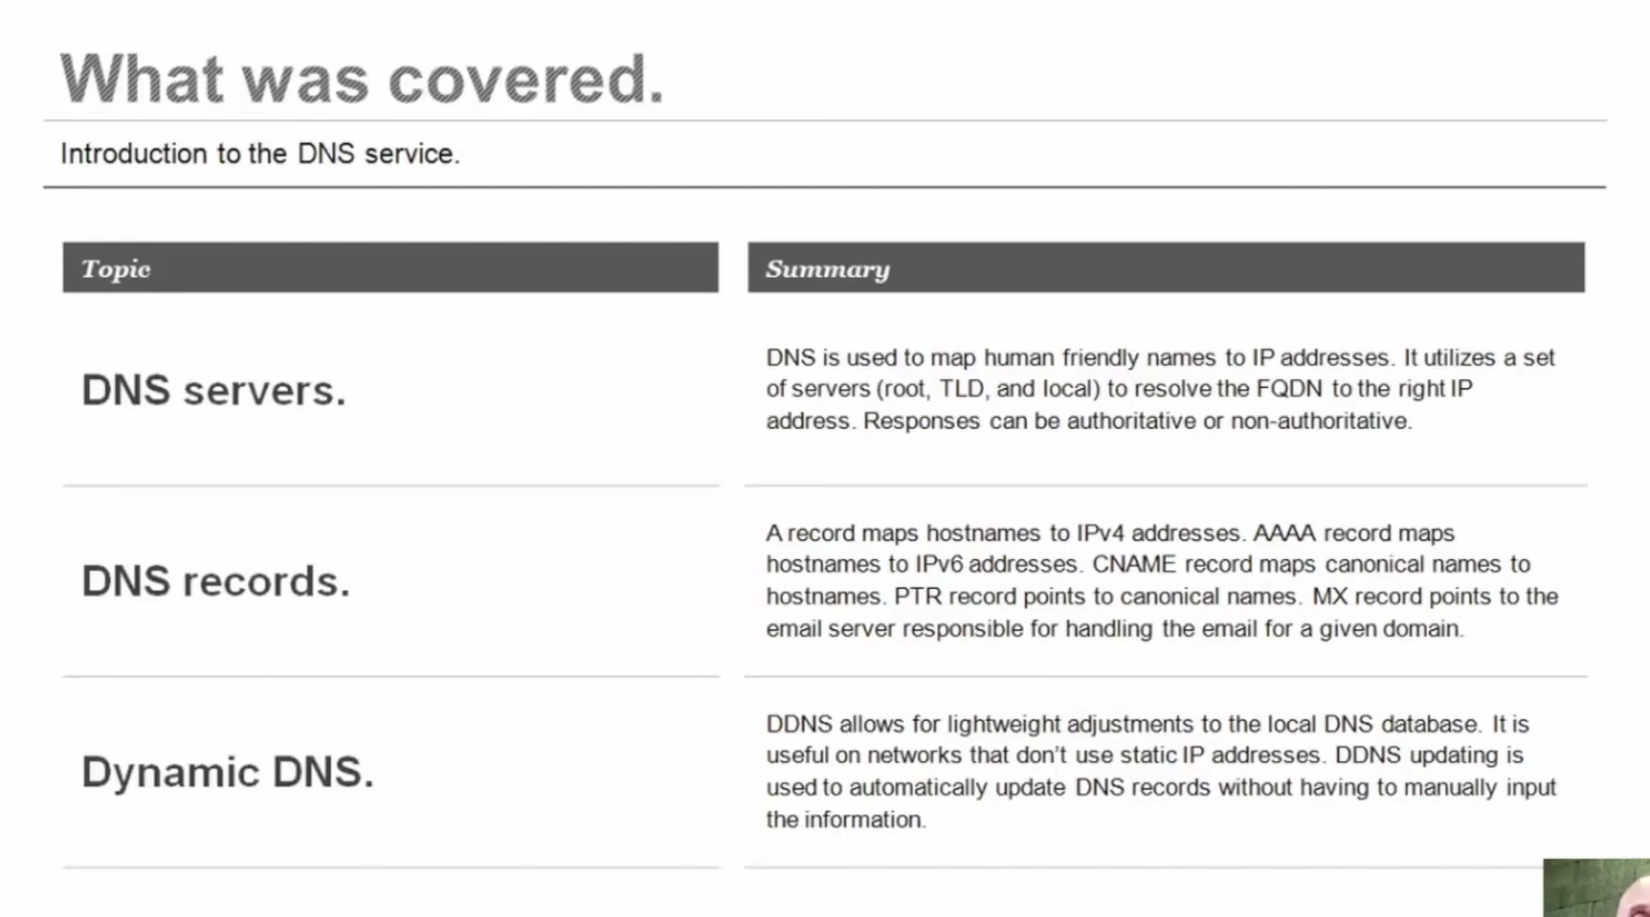 What was covered.
Introduction to the DNS service.
Topic
Summary
DNS servers.
DNS is used to map human friendly names to IP addresses. It utilizes a set
of servers (root, TLD, and local) to resolve the FQDN to the right IP
address. Responses can be authoritative or non-authoritative.
DNS records.
A record maps hostnames to IPv4 addresses. AAAA record maps
hostnames to IPv6 addresses. CNAME record maps canonical names to
hostnames. PTR record points to canonical names. MX record points to the
email server responsible for handling the email for a given domain.
Dynamic DNS.
DDNS allows for lightweight adjustments to the local DNS database. It is
useful on networks that don't use static IP addresses. DDNS updating is
used to automatically update DNS records without having to manually input
the information.